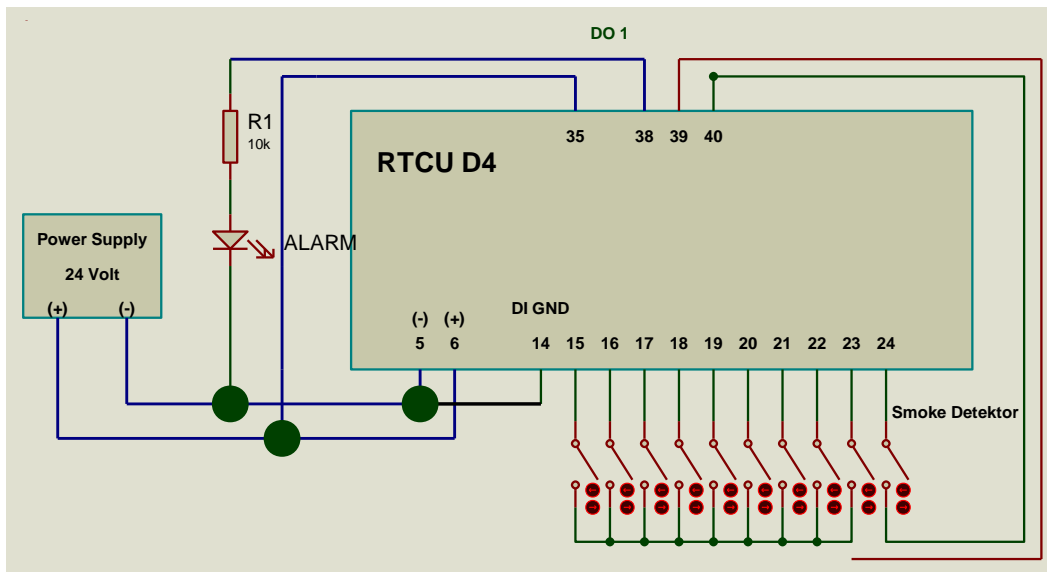 DO 1
35 38 39 40
R1
10k
RTCU D4
ALARM
Power Supply
24 Volt
(+) (-)
DI GND
(-) (+)
5 6 14 15 16 17 18 19 20 21 22 23 24
Smoke Detektor